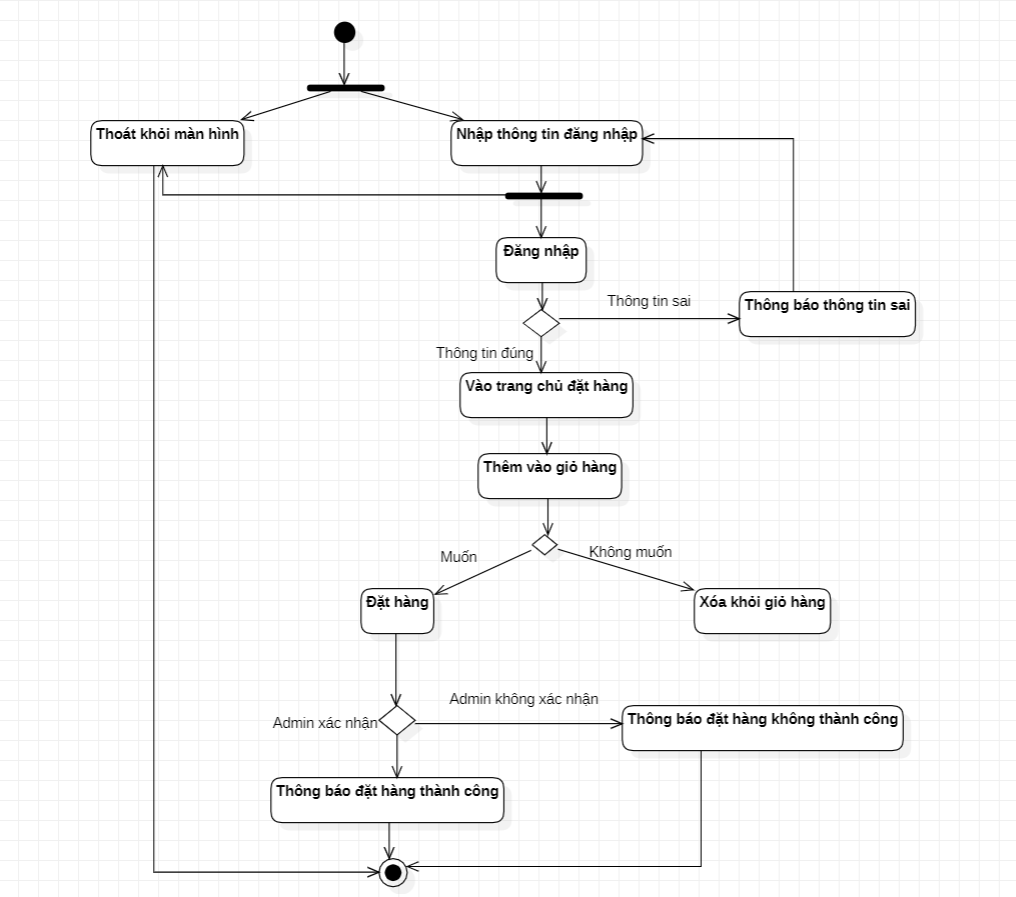 Thoát khỏi màn hình
Nhập thông tin đăng nhập
Đăng nhập
Thông tin sai
Thông báo thông tin sai
Thông tin đúng
Vào trang chủ đặt hàng
Thêm vào giỏ hàng
Muốn
Không muốn
Đặt hàng
Xóa khỏi giỏ hàng
Admin không xác nhận
Admin xác nhận
Thông báo đặt hàng không thành công
Thông báo đặt hàng thành công